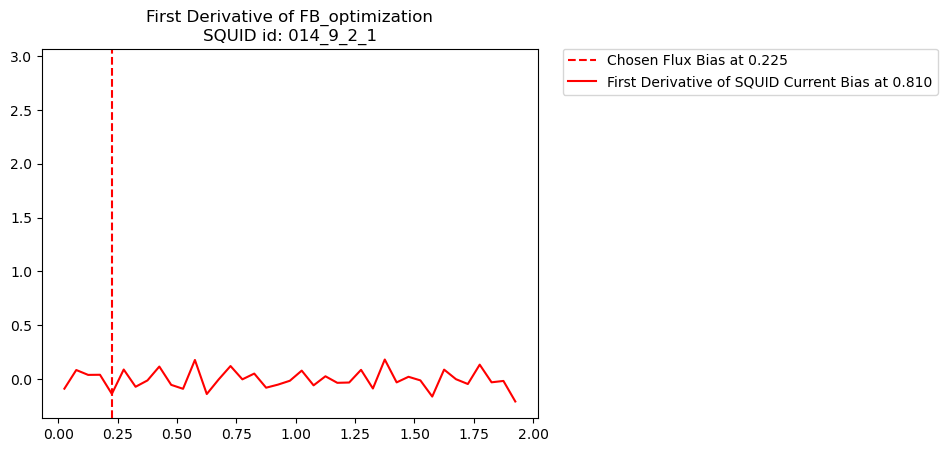 First Derivative of FB_optimization
SQUID id: 014_9_2_1
Chosen Flux Bias at 0.225
First Derivative of SQUID Current Bias at 0.810
3.0
2.5
2.0
1.5
1.0
0.5
0.0
0.00 0.25 0.50 0.75 1.00 1.25 1.50 1.75 2.00